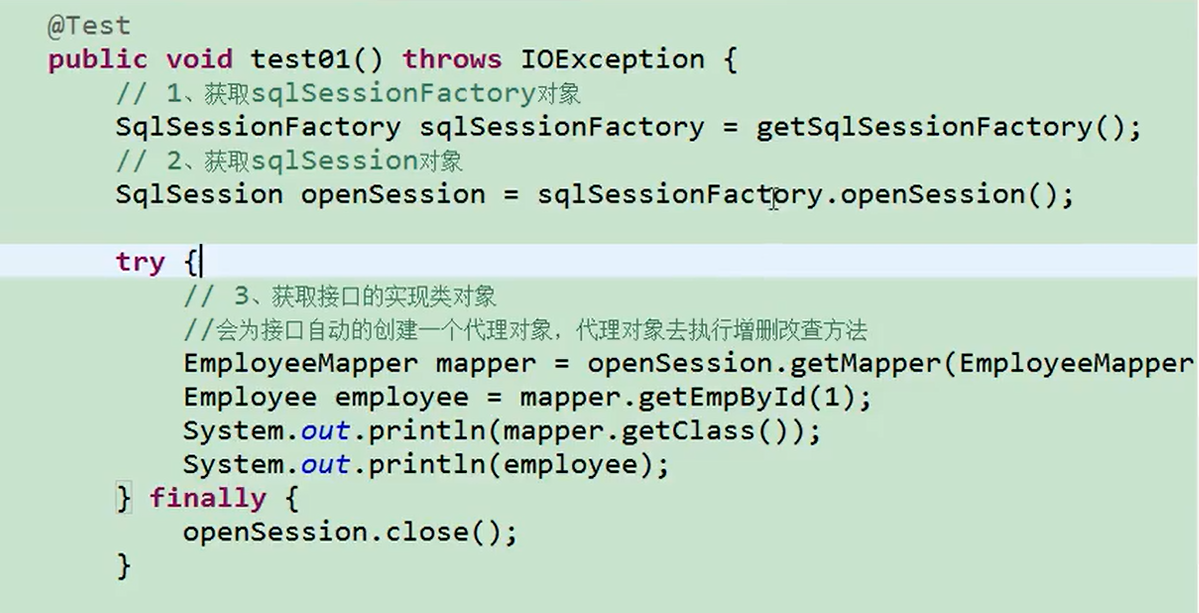 @Test
public void test01() throws IOException {
// 1、获取sqlSessionFactory对象
SqlSessionFactory sqlSessionFactory = getSqlSessionFactory();
// 2、获取sqlSession对象
SqlSession openSession = sqlSessionFactory.openSession();
try {
// 3、获取接口的实现类对象
//会为接口自动的创建一个代理对象，代理对象去执行增删改查方法
EmployeeMapper mapper = openSession.getMapper(EmployeeMapper
Employee employee = mapper.getEmpById(1);
System.out.println(mapper.getClass());
System.out.println(employee);
} finally {
openSession.close();
}